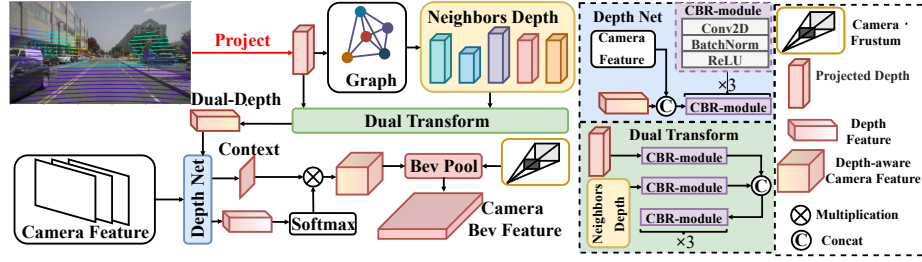 Project
Graph
Neighbors Depth
Dual-Depth
Dual Transform
Depth Net
Context
Camera Feature
Softmax
Bev Pool
Camera
Bev Feature
Depth Net
Camera
Feature
C
CBR-module
Conv2D
BatchNorm
ReLU
×3
CBR-module
Dual Transform
Neighbors
Depth
CBR-module
CBR-module
CBR-module
C
×3
Camera
Frustum
Projected Depth
Depth
Feature
Depth-aware
Camera Feature
Multiplication
C
Concat